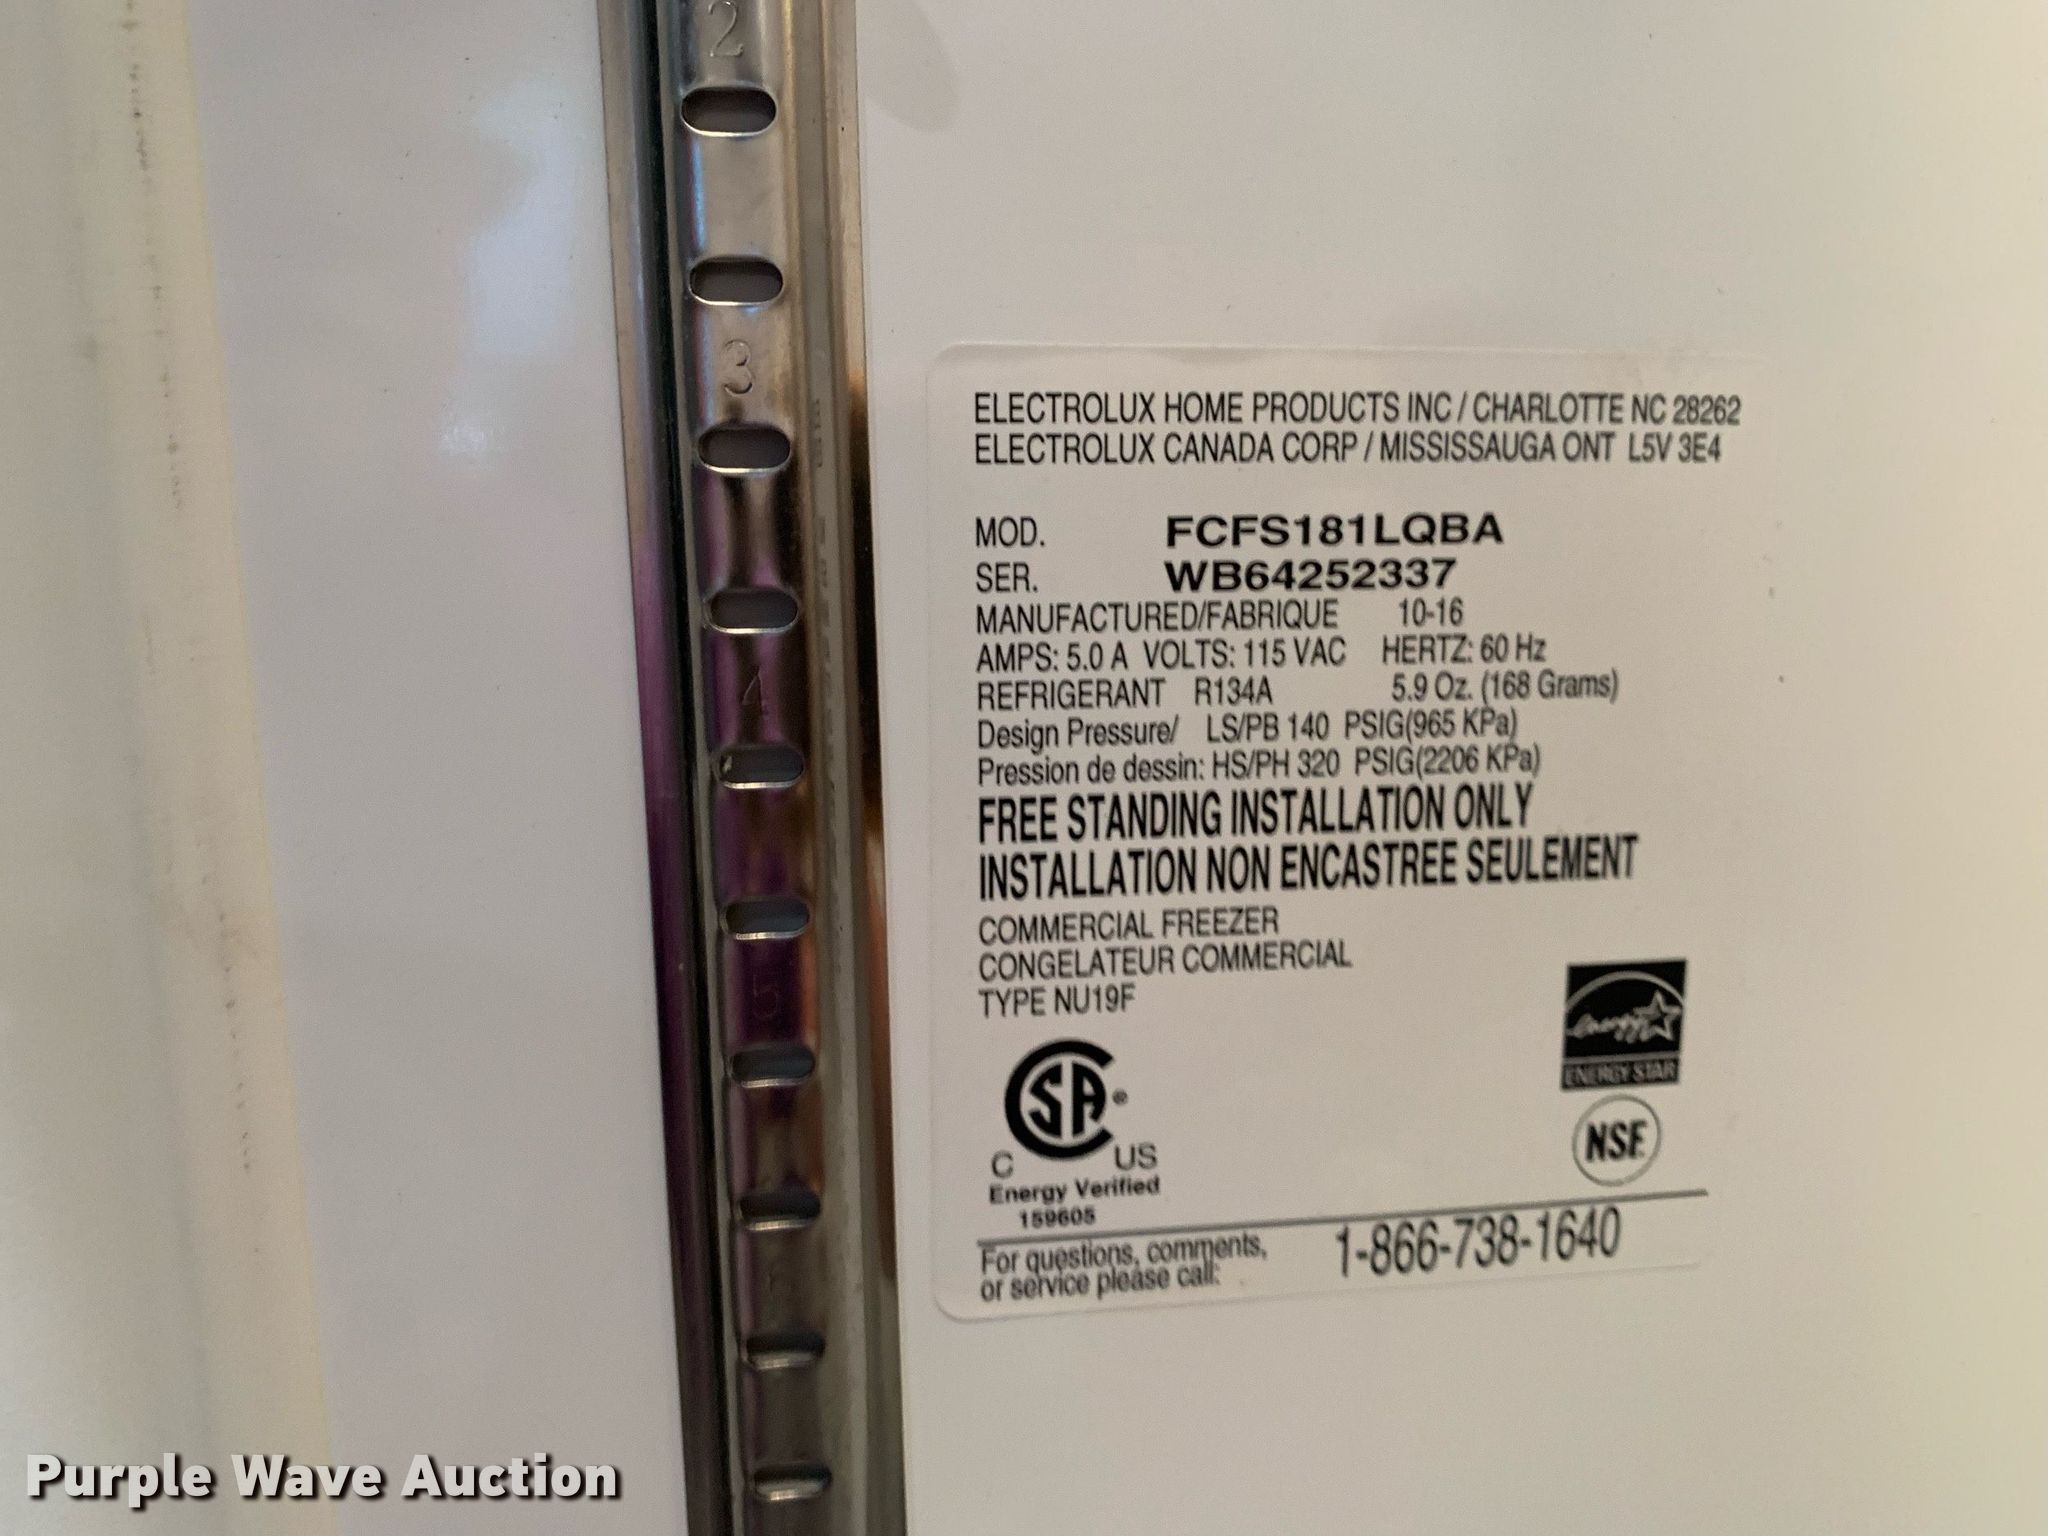 2
3
4
5
ELECTROLUX HOME PRODUCTS INC / CHARLOTTE NC 28262
ELECTROLUX CANADA CORP / MISSISSAUGA ONT L5V 3E4
MOD. FCFS181LQBA
SER. WB64252337
MANUFACTURED/FABRIQUE 10-16
AMPS: 5.0 A VOLTS: 115 VAC HERTZ: 60 Hz
REFRIGERANT R134A 5.9 Oz. (168 Grams)
Design Pressure/ LS/PB 140 PSIG(965 KPa)
Pression de dessin: HS/PH 320 PSIG(2206 KPa)
FREE STANDING INSTALLATION ONLY
INSTALLATION NON ENCASTREE SEULEMENT
COMMERCIAL FREEZER
CONGELATEUR COMMERCIAL
TYPE NU19F
energy
ENERGY STAR
SA ®
C US
NSF.
Energy Verified
159605
For questions, comments,
or service please call: 1-866-738-1640
Purple Wave Auction